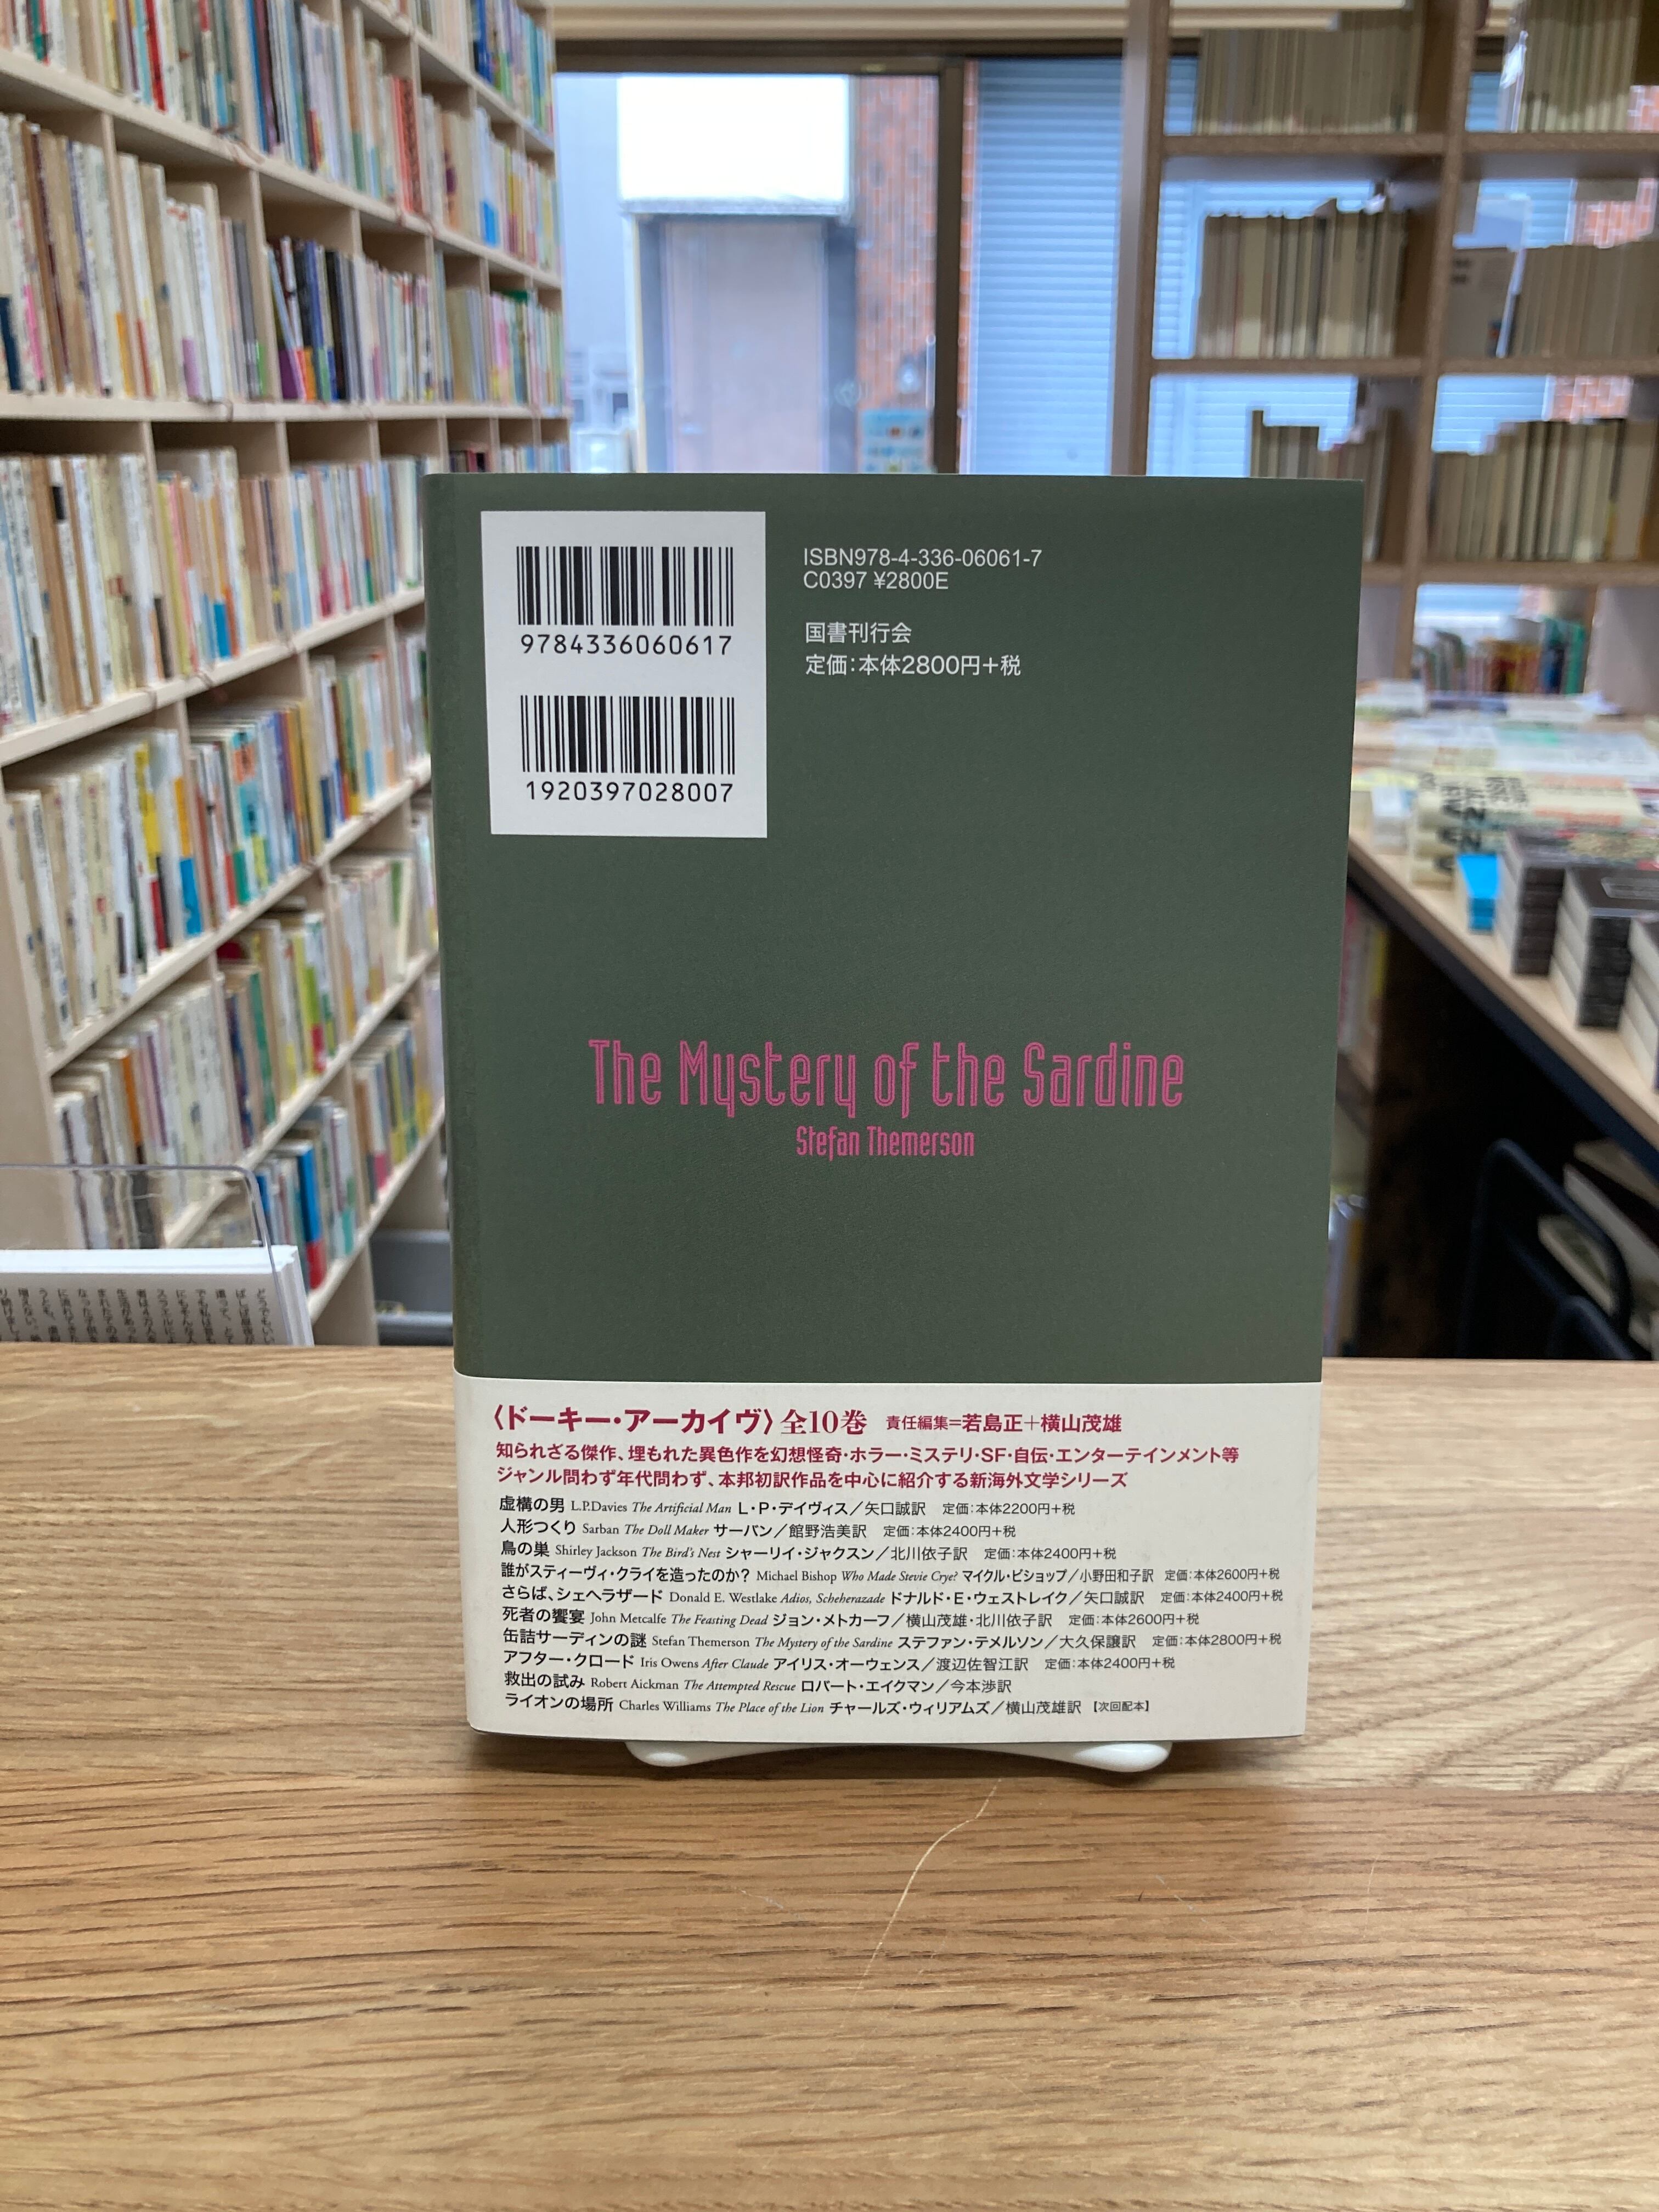 9784336060617
1920397028007
ISBN978-4-336-06061-7
C0397 ¥2800E
国書刊行会
定価:本体2800円+税
The Mystery of the Sardine
Stefan Themerson
〈ドーキー・アーカイヴ〉全10巻 責任編集=若島正+横山茂雄
知られざる傑作、埋もれた異色作を幻想怪奇・ホラー・ミステリ・SF・自伝・エンターテインメント等
ジャンル問わず年代問わず、本邦初訳作品を中心に紹介する新海外文学シリーズ
虚構の男 L.P.Davies The Artificial Man L・P・デイヴィス/矢口誠訳 定価:本体2200円+税
人形つくり Sarban The Doll Maker サーバン/館野浩美訳 定価:本体2400円+税
鳥の巣 Shirley Jackson The Bird's Nest シャーリイ・ジャクスン/北川依子訳 定価:本体2400円+税
誰がスティーヴィ・クライを造ったのか? Michael Bishop Who Made Stevie Crye? マイクル・ビショップ/小野田和子訳 定価:本体2600円+税
さらば、シェヘラザード Donald E. Westlake Adios, Scheherazade ドナルド・E・ウェストレイク/矢口誠訳 定価:本体2400円+税
死者の饗宴 John Metcalfe The Feasting Dead ジョン・メトカーフ/横山茂雄・北川依子訳 定価:本体2600円+税
缶詰サーディンの謎 Stefan Themerson The Mystery of the Sardine ステファン・テメルソン/大久保譲訳 定価:本体2800円+税
アフター・クロード Iris Owens After Claude アイリス・オーウェンス/渡辺佐智江訳 定価:本体2400円+税
救出の試み Robert Aickman The Attempted Rescue ロバート・エイクマン/今本渉訳
ライオンの場所 Charles Williams The Place of the Lion チャールズ・ウィリアムズ/横山茂雄訳 【次回配本】